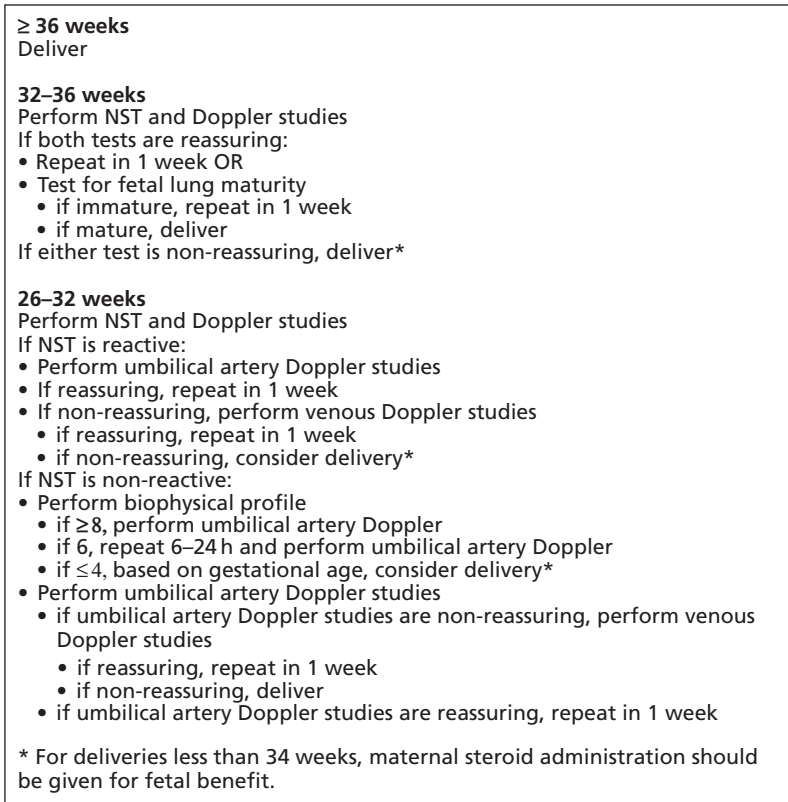 ≥ 36 weeks
Deliver
32–36 weeks
Perform NST and Doppler studies
If both tests are reassuring:
• Repeat in 1 week OR
• Test for fetal lung maturity
• if immature, repeat in 1 week
• if mature, deliver
If either test is non-reassuring, deliver*
26–32 weeks
Perform NST and Doppler studies
If NST is reactive:
• Perform umbilical artery Doppler studies
• If reassuring, repeat in 1 week
• If non-reassuring, perform venous Doppler studies
• if reassuring, repeat in 1 week
• if non-reassuring, consider delivery*
If NST is non-reactive:
• Perform biophysical profile
• if ≥8, perform umbilical artery Doppler
• if 6, repeat 6–24 h and perform umbilical artery Doppler
• if ≤4, based on gestational age, consider delivery*
• Perform umbilical artery Doppler studies
• if umbilical artery Doppler studies are non-reassuring, perform venous
Doppler studies
• if reassuring, repeat in 1 week
• if non-reassuring, deliver
• if umbilical artery Doppler studies are reassuring, repeat in 1 week
* For deliveries less than 34 weeks, maternal steroid administration should
be given for fetal benefit.